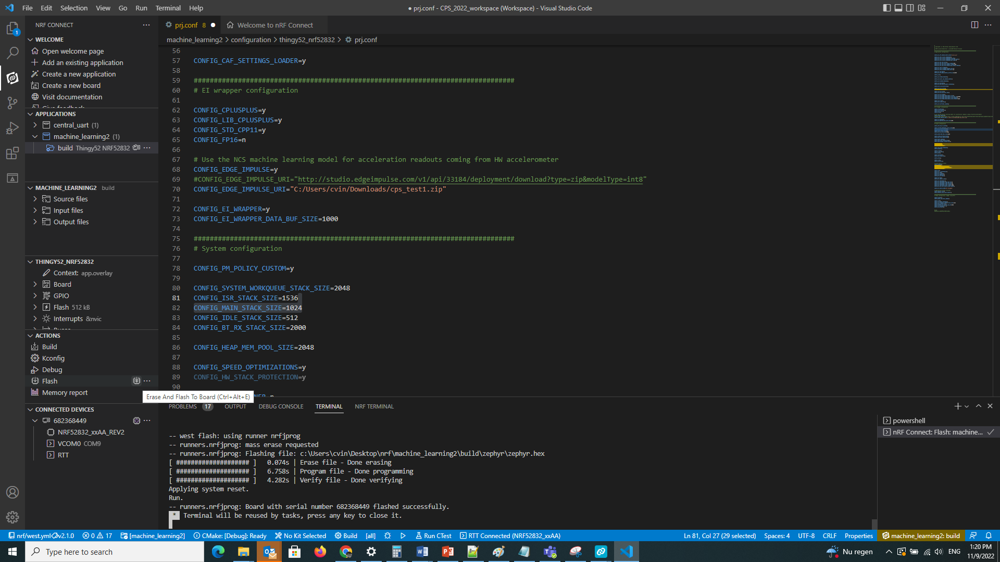 File Edit Selection View Go Run Terminal Help
● prj.conf - CPS_2022_workspace (Workspace) - Visual Studio Code
NRF CONNECT
WELCOME
Open welcome page
Add an existing application
Create a new application
Create a new board
Visit documentation
Give feedback
APPLICATIONS
central_uart (1)
machine_learning2 (1)
build Thingy52 NRF52832
MACHINE_LEARNING2 build
Source files
Input files
Output files
THINGY52_NRF52832
Context: app.overlay
Board
GPIO
Flash 512 kB
Interrupts &nvic
Buses
ACTIONS
Build
Kconfig
Debug
Flash
Memory report
Erase And Flash To Board (Ctrl+Alt+E)
CONNECTED DEVICES
682368449
NRF52832_xxAA_REV2
VCOM0 COM9
RTT
prj.conf 8 ●
Welcome to nRF Connect
machine_learning2 > configuration > thingy52_nrf52832 > prj.conf
56
57 CONFIG_CAF_SETTINGS_LOADER=y
58
59 ################################################################################
60 # EI wrapper configuration
61
62 CONFIG_CPLUSPLUS=y
63 CONFIG_LIB_CPLUSPLUS=y
64 CONFIG_STD_CPP11=y
65 CONFIG_FP16=n
66
67 # Use the NCS machine learning model for acceleration readouts coming from HW accelerometer
68 CONFIG_EDGE_IMPULSE=y
69 #CONFIG_EDGE_IMPULSE_URI="http://studio.edgeimpulse.com/v1/api/33184/deployment/download?type=zip&modelType=int8"
70 CONFIG_EDGE_IMPULSE_URI="C:/Users/cvin/Downloads/cps_test1.zip"
71
72 CONFIG_EI_WRAPPER=y
73 CONFIG_EI_WRAPPER_DATA_BUF_SIZE=1000
74
75 ################################################################################
76 # System configuration
77
78 CONFIG_PM_POLICY_CUSTOM=y
79
80 CONFIG_SYSTEM_WORKQUEUE_STACK_SIZE=2048
81 CONFIG_ISR_STACK_SIZE=1536
82 CONFIG_MAIN_STACK_SIZE=1024
83 CONFIG_IDLE_STACK_SIZE=512
84 CONFIG_BT_RX_STACK_SIZE=2000
85
86 CONFIG_HEAP_MEM_POOL_SIZE=2048
87
88 CONFIG_SPEED_OPTIMIZATIONS=y
89 CONFIG_HW_STACK_PROTECTION=y
90
PROBLEMS 17 OUTPUT DEBUG CONSOLE TERMINAL NRF TERMINAL
-- west flash: using runner nrfjprog
-- runners.nrfjprog: mass erase requested
-- runners.nrfjprog: Flashing file: c:\Users\cvin\Desktop\nrf\machine_learning2\build\zephyr\zephyr.hex
[ #################### ]   0.074s | Erase file - Done erasing
[ #################### ]   6.758s | Program file - Done programming
[ #################### ]   4.282s | Verify file - Done verifying
Applying system reset.
Run.
-- runners.nrfjprog: Board with serial number 682368449 flashed successfully.
* Terminal will be reused by tasks, press any key to close it.
powershell
nRF Connect: Flash: machine...
nrf/west.yml v2.1.0 0 17 [machine_learning2] CMake: [Debug]: Ready No Kit Selected Build [all] Run CTest RTT Connected (NRF52832_xxAA) Ln 81, Col 27 (29 selected) Spaces: 4 UTF-8 CRLF Properties machine_learning2: build
Type here to search
Nu regen
ENG
1:20 PM
11/9/2022
1